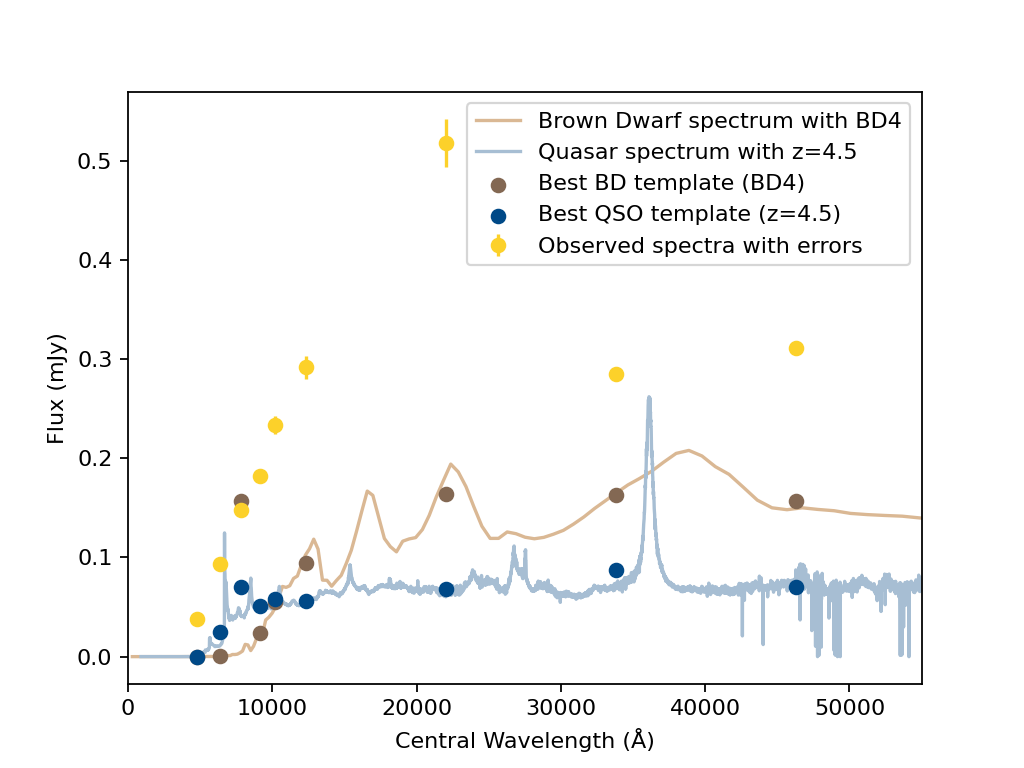 Brown Dwarf spectrum with BD4
Quasar spectrum with z=4.5
Best BD template (BD4)
Best QSO template (z=4.5)
Observed spectra with errors
0.5
0.4
0.3
0.2
0.1
0.0
Flux (mJy)
0 10000 20000 30000 40000 50000
Central Wavelength (Å)